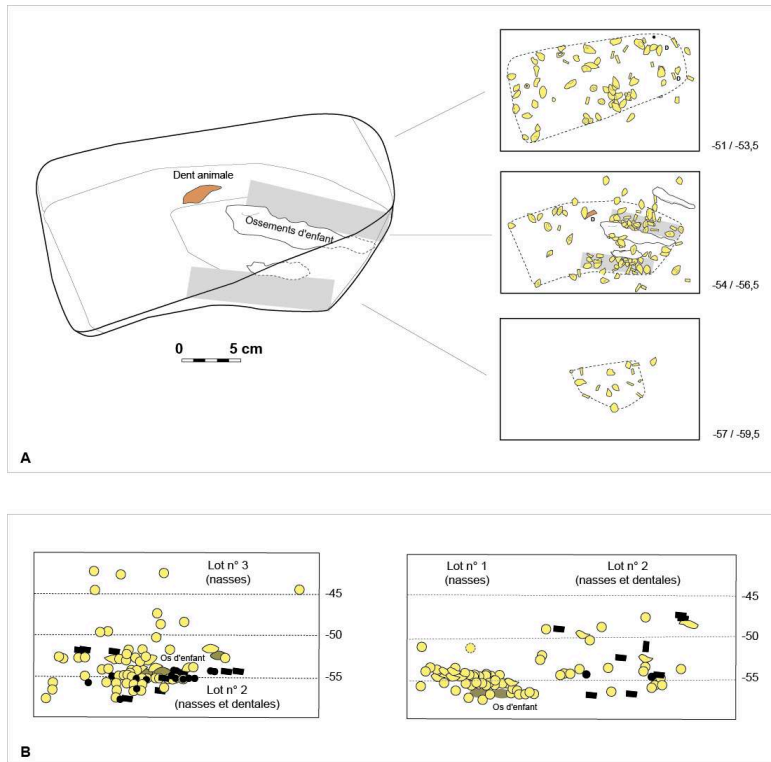 Dent animale
Ossements d'enfant
0 5 cm
D
D
-51 / -53,5
D
-54 / -56,5
-57 / -59,5
A
Lot n° 3
(nasses)
-45
-50
Os d'enfant
-55
Lot n° 2
(nasses et dentales)
Lot n° 1
(nasses)
Lot n° 2
(nasses et dentales)
-45
-50
-55
Os d'enfant
B